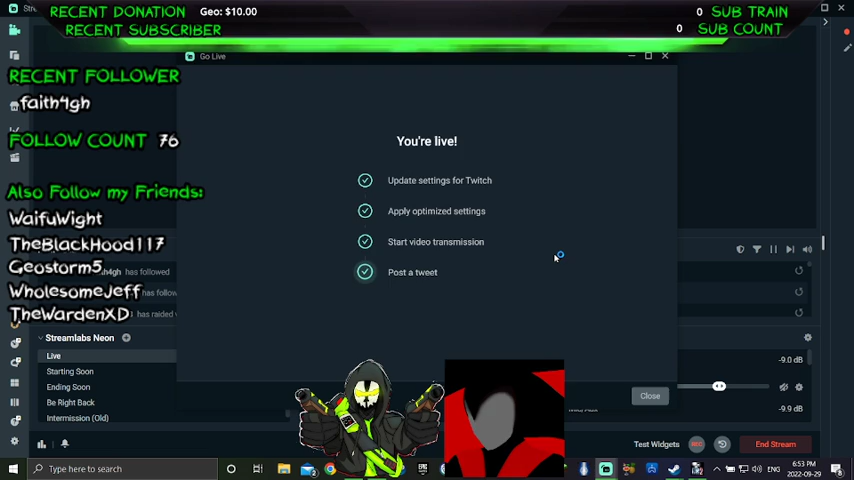 RECENT DONATION Geo: $10.00
RECENT SUBSCRIBER
0 SUB TRAIN
0 SUB COUNT
Go Live
RECENT FOLLOWER
faith4gh
FOLLOW COUNT 76
Also Follow my Friends:
WaifuWight
TheBlackHood117
Geostorm5
WholesomeJeff
TheWardenXD
You're live!
Update settings for Twitch
Apply optimized settings
Start video transmission
Post a tweet
has followed
has raided
Streamlabs Neon
Live
Starting Soon
Ending Soon
Be Right Back
Intermission (Old)
-9.0 dB
-9.9 dB
Close
Test Widgets
REC
End Stream
Type here to search
EPIC
ENG
6:53 PM
2022-09-29